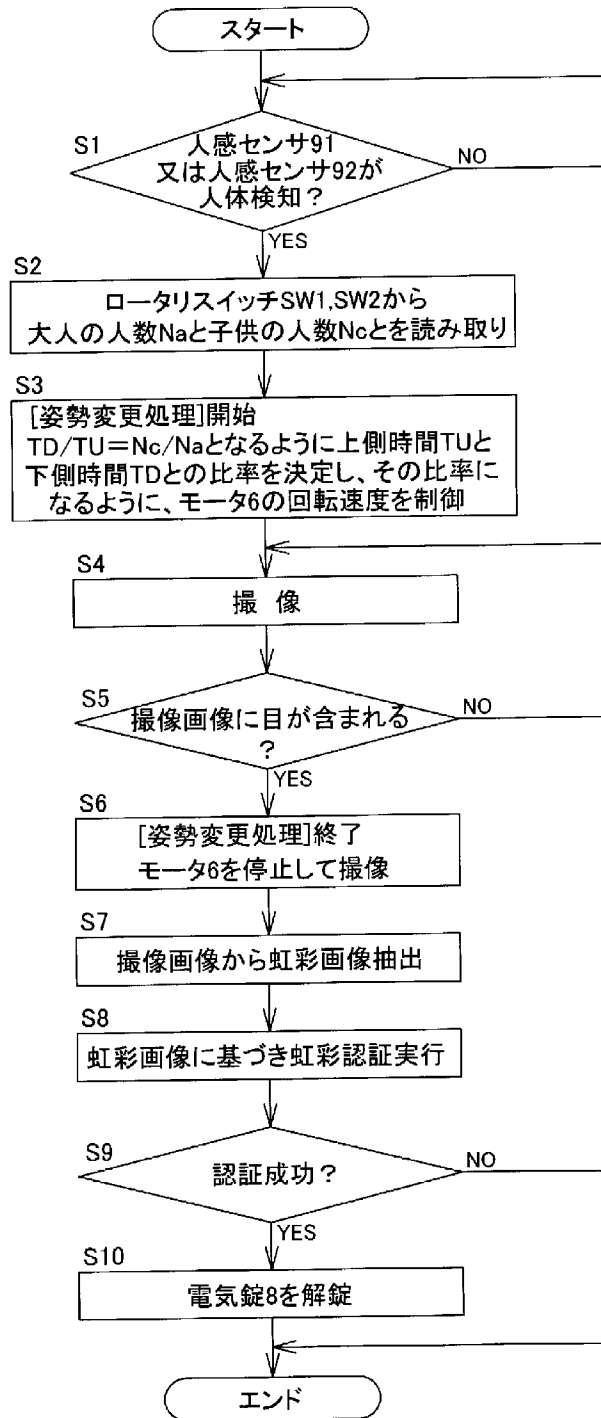 スタート
S1
人感センサ91
又は人感センサ92が
人体検知?
NO
YES
S2
ロータリスイッチSW1,SW2から
大人の人数Naと子供の人数Ncとを読み取り
S3
[姿勢変更処理]開始
TD/TU=Nc/Naとなるように上側時間TUと
下側時間TDとの比率を決定し、その比率に
なるように、モータ6の回転速度を制御
S4
撮 像
S5
撮像画像に目が含まれる
?
NO
YES
S6
[姿勢変更処理]終了
モータ6を停止して撮像
S7
撮像画像から虹彩画像抽出
S8
虹彩画像に基づき虹彩認証実行
S9
認証成功?
NO
YES
S10
電気錠8を解錠
エンド